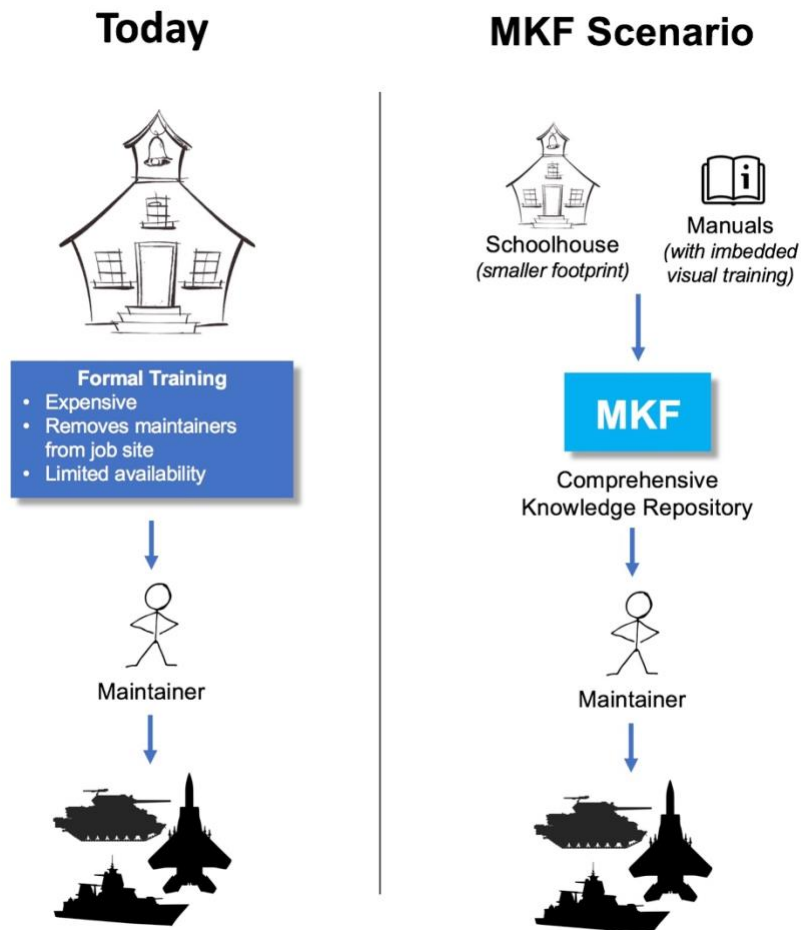 Today
MKF Scenario
Formal Training
• Expensive
• Removes maintainers
from job site
• Limited availability
Maintainer
Schoolhouse
(smaller footprint)
i
Manuals
(with imbedded
visual training)
MKF
Comprehensive
Knowledge Repository
Maintainer